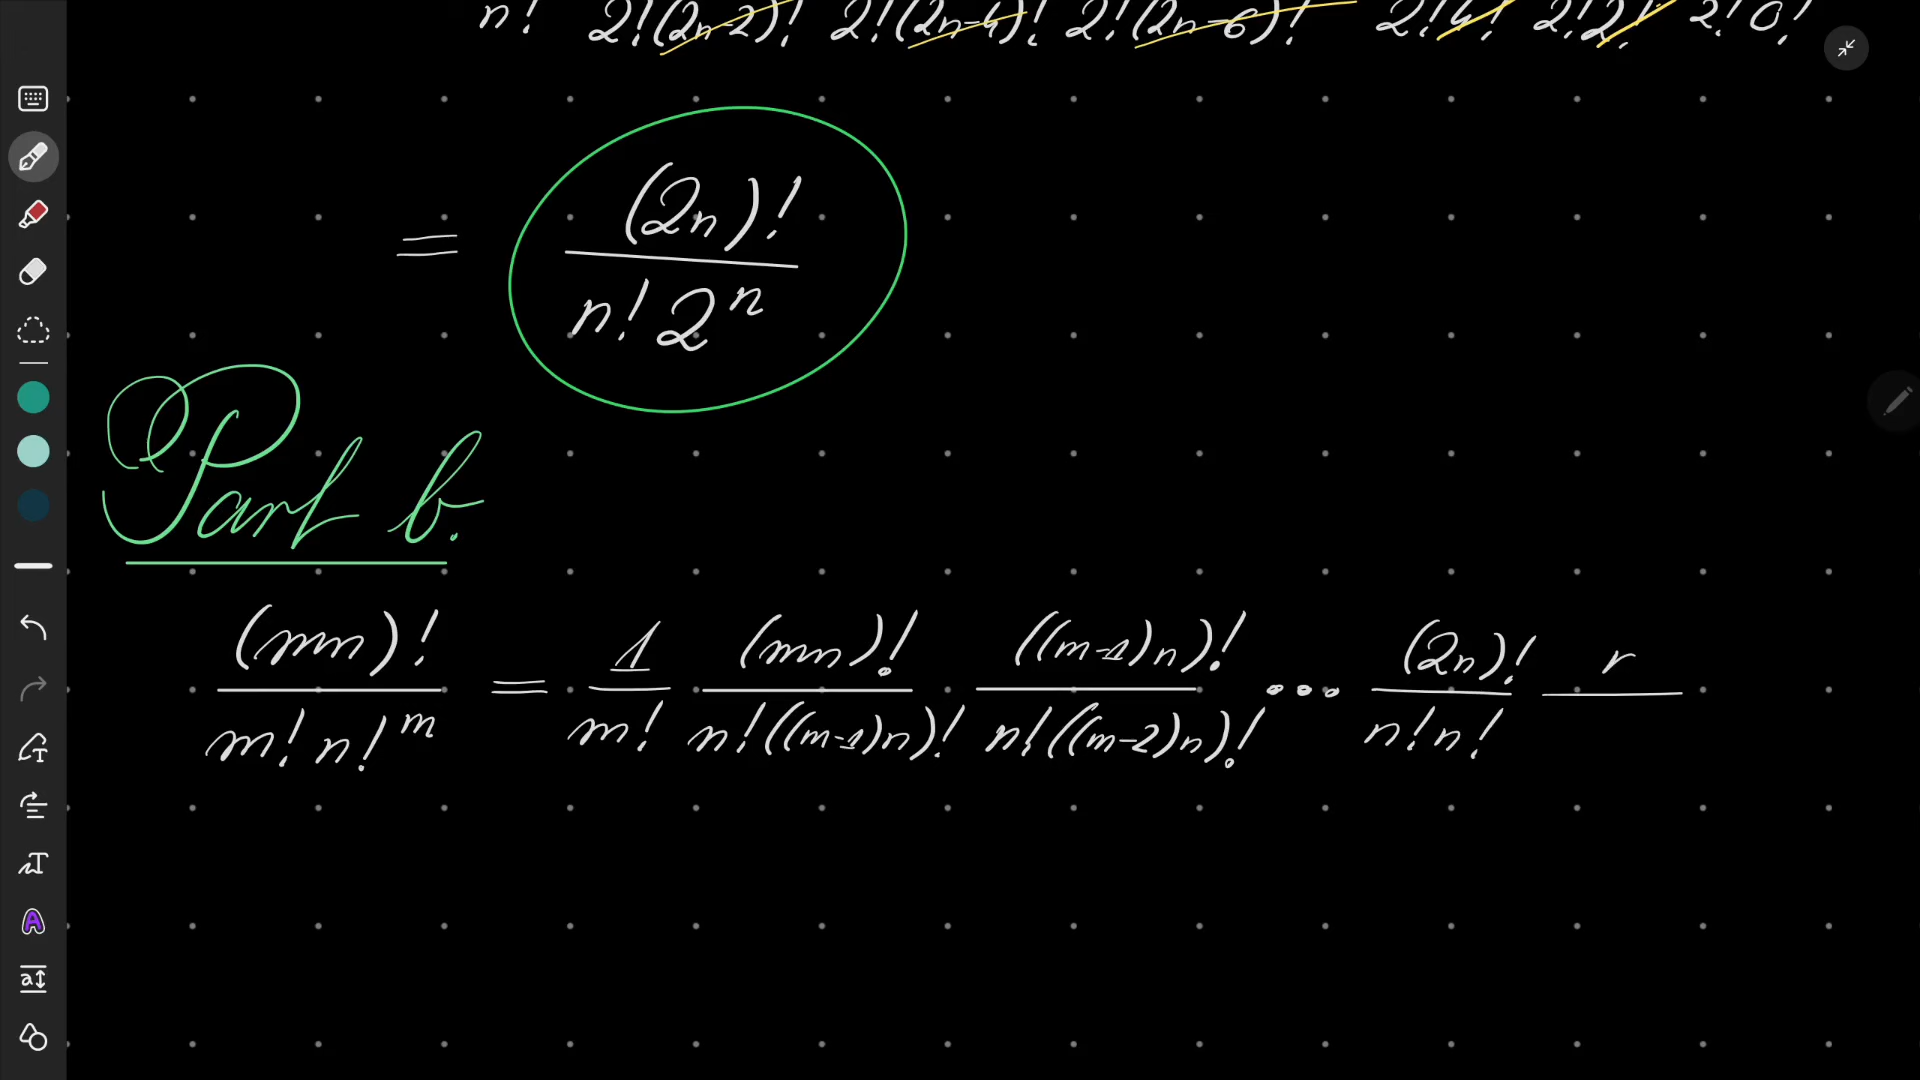 n! 2!(2n-2)! 2!(2n-4)! 2!(2n-6)! 2!4! 2!2! 2!0!
= (2n)! / n! 2^n
Part b.
(mn)! / m! n!^m = 1 / m! (mn)! / n!((m-1)n)! ((m-1)n)! / n!((m-2)n)! ... (2n)! / n!n! r